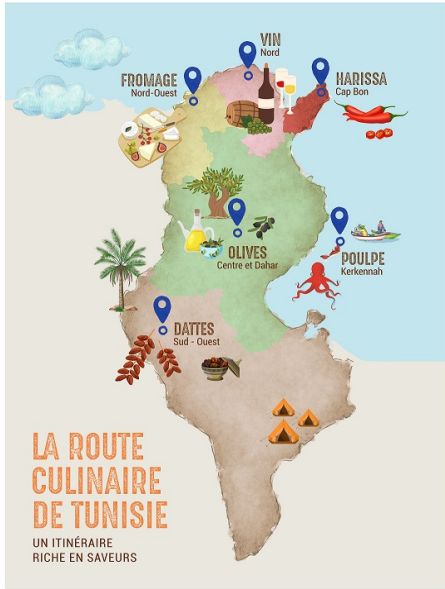 VIN
Nord
FROMAGE
Nord-Ouest
HARISSA
Cap Bon
OLIVES
Centre et Dahar
POULPE
Kerkennah
DATTES
Sud - Ouest
LA ROUTE
CULINAIRE
DE TUNISIE
UN ITINÉRAIRE
RICHE EN SAVEURS